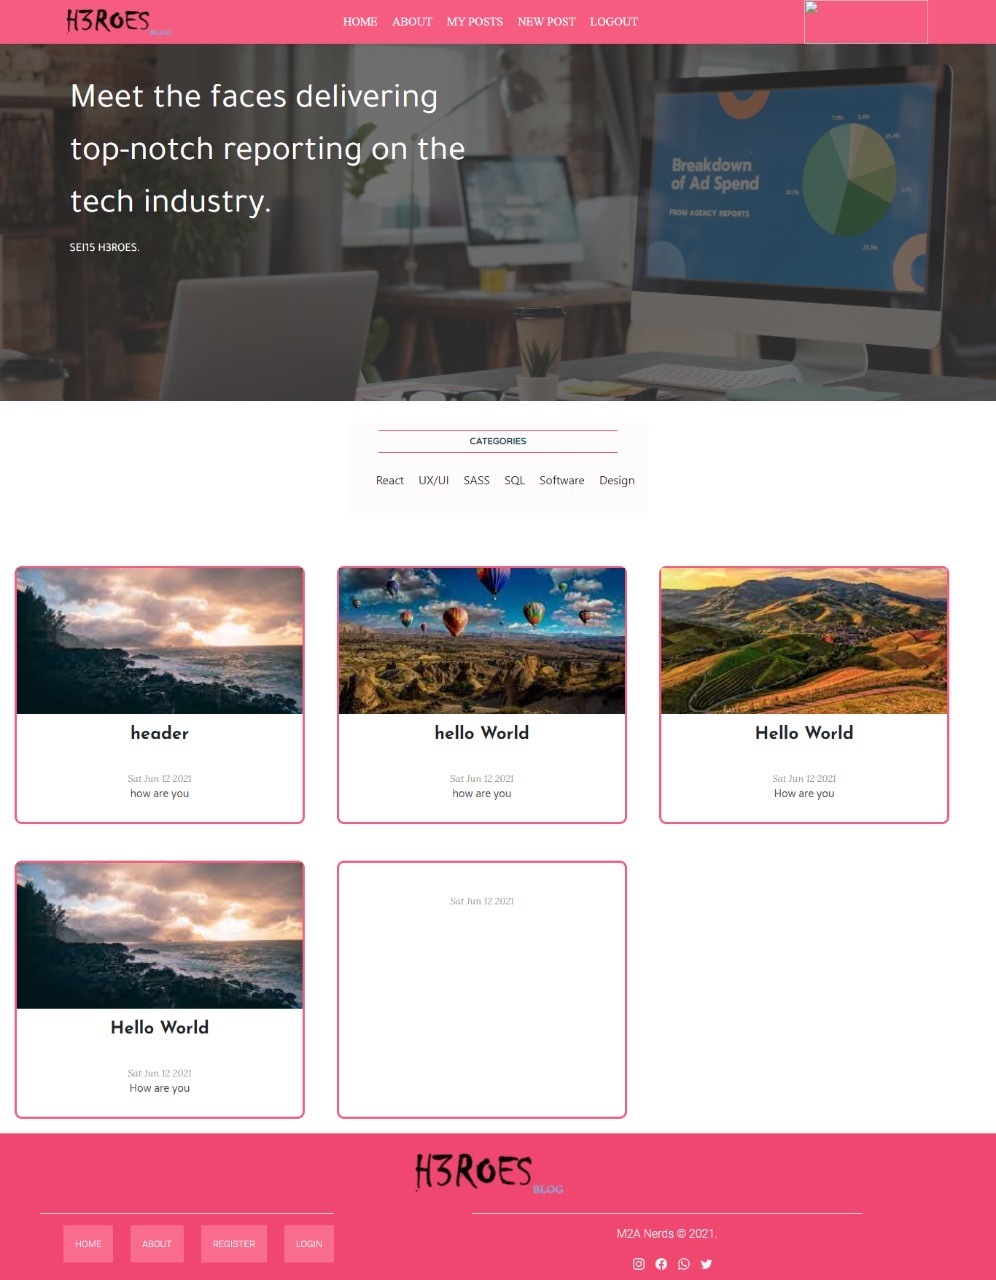 H3ROES
BLOG
HOME ABOUT MY POSTS NEW POST LOGOUT
Meet the faces delivering
top-notch reporting on the
tech industry.
SEI15 H3ROES.
Breakdown
of Ad Spend
FROM AGENCY REPORTS
CATEGORIES
React UX/UI SASS SQL Software Design
header
Sat Jun 12 2021
how are you
hello World
Sat Jun 12 2021
how are you
Hello World
Sat Jun 12 2021
How are you
Hello World
Sat Jun 12 2021
How are you
Sat Jun 12 2021
H3ROES
BLOG
HOME ABOUT REGISTER LOGIN
M2A Nerds © 2021.